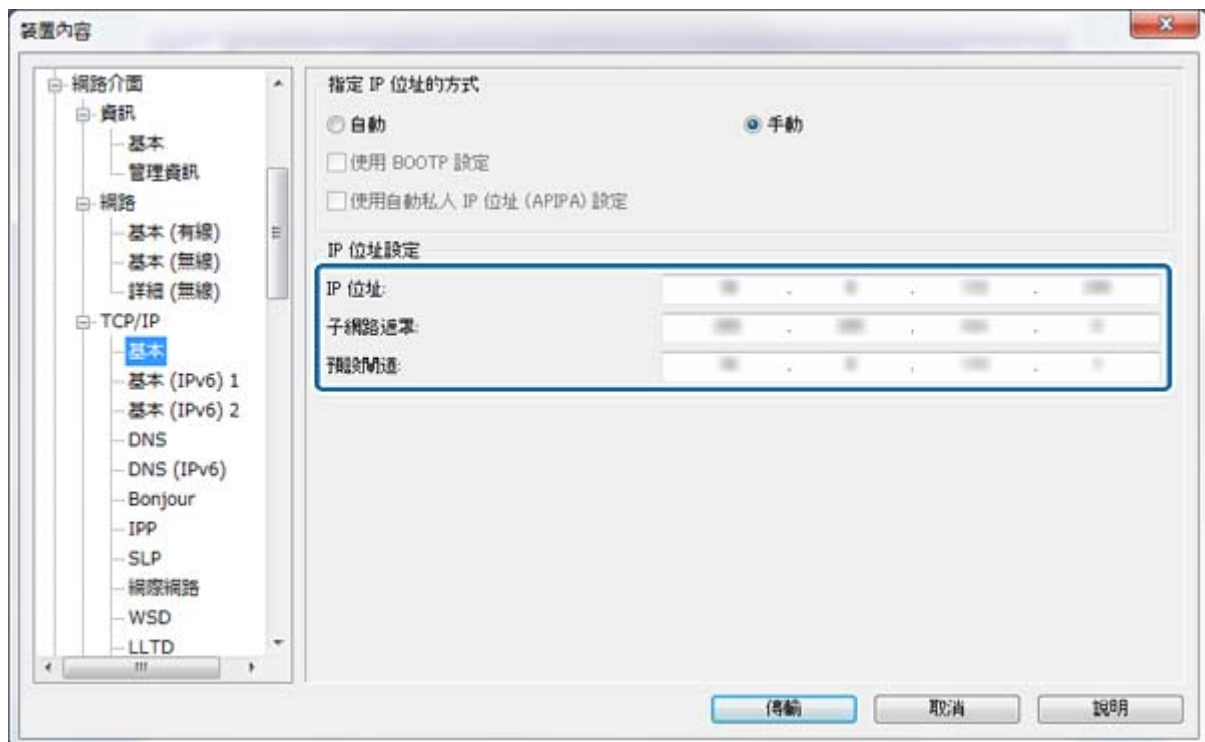 裝置內容
網路介面
資訊
基本
管理資訊
網路
基本 (有線)
基本 (無線)
詳細 (無線)
TCP/IP
基本
基本 (IPv6) 1
基本 (IPv6) 2
DNS
DNS (IPv6)
Bonjour
IPP
SLP
網際網路
WSD
LLTD
指定 IP 位址的方式
自動
手動
使用 BOOTP 設定
使用自動私人 IP 位址 (APIPA) 設定
IP 位址設定
IP 位址:
子網路遮罩:
預設閘道:
傳輸
取消
說明